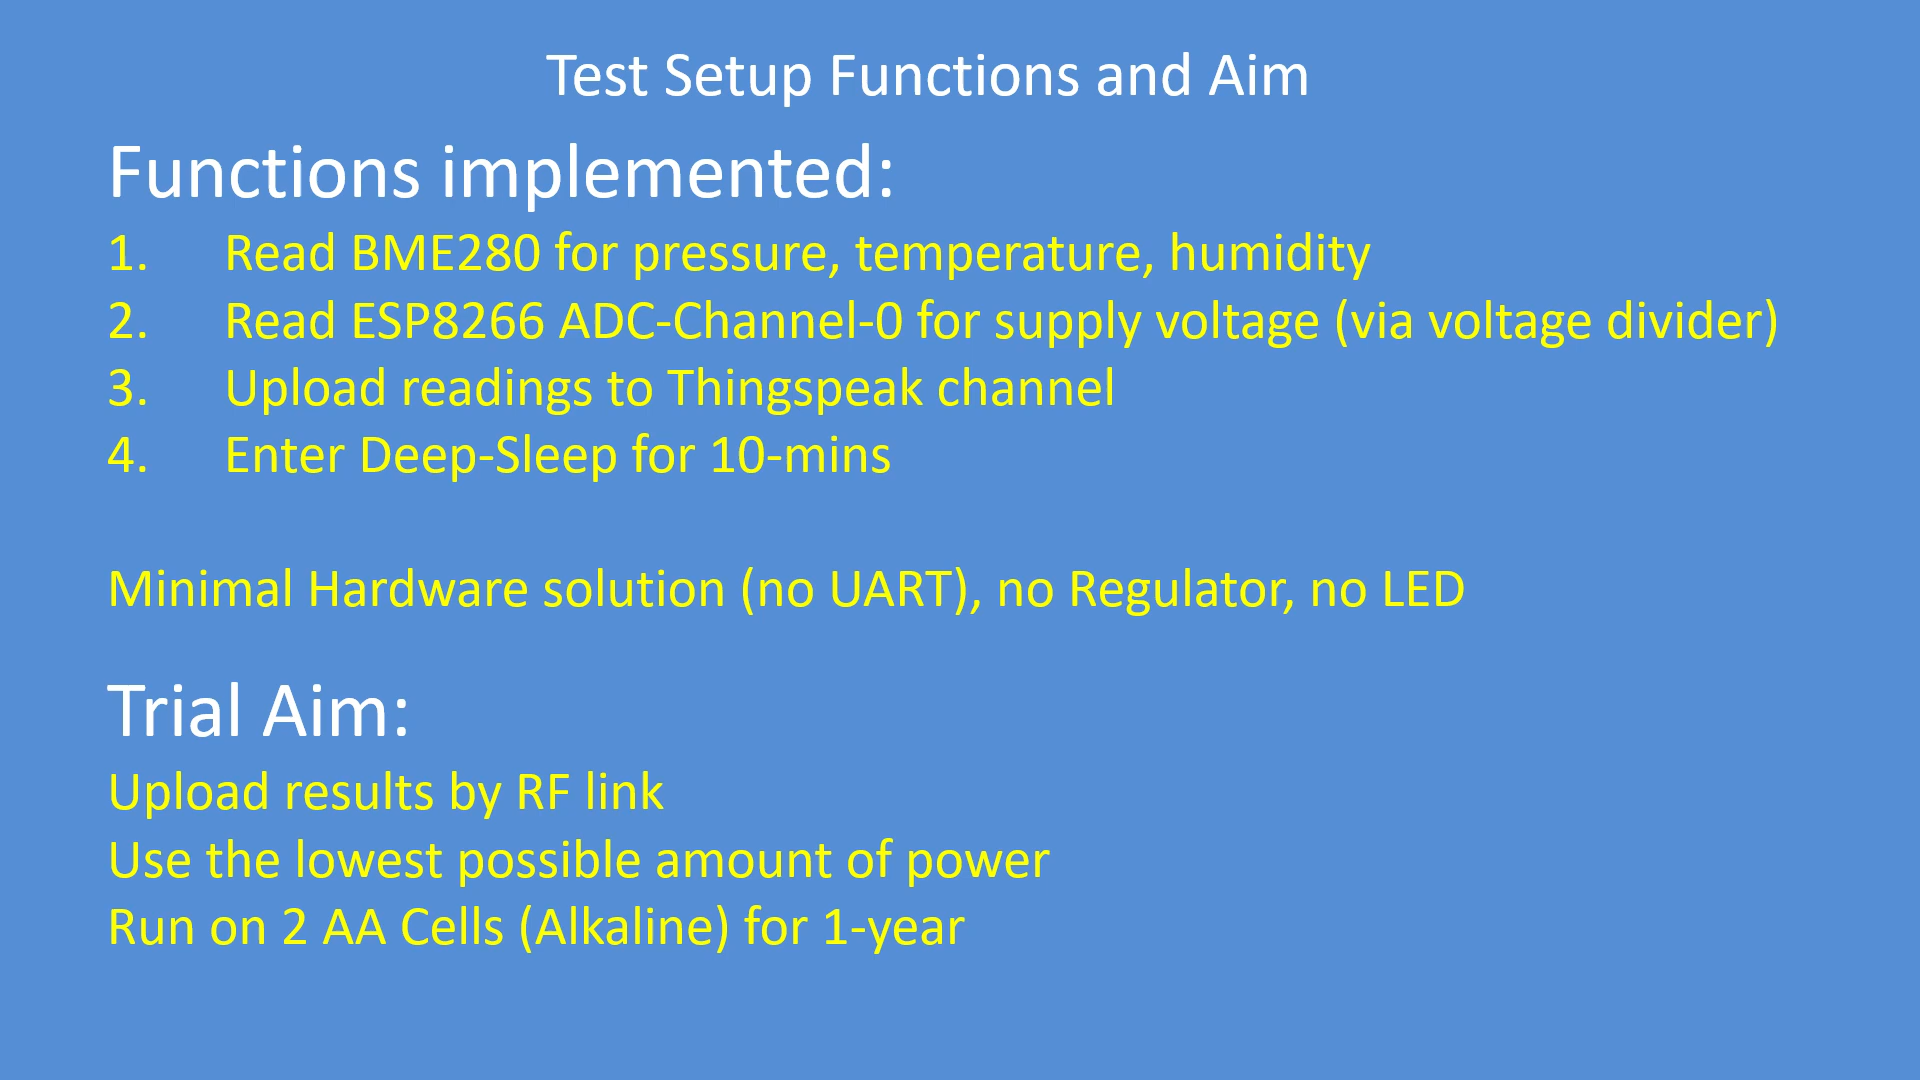 Test Setup Functions and Aim
Functions implemented:
1. Read BME280 for pressure, temperature, humidity
2. Read ESP8266 ADC-Channel-0 for supply voltage (via voltage divider)
3. Upload readings to Thingspeak channel
4. Enter Deep-Sleep for 10-mins
Minimal Hardware solution (no UART), no Regulator, no LED
Trial Aim:
Upload results by RF link
Use the lowest possible amount of power
Run on 2 AA Cells (Alkaline) for 1-year